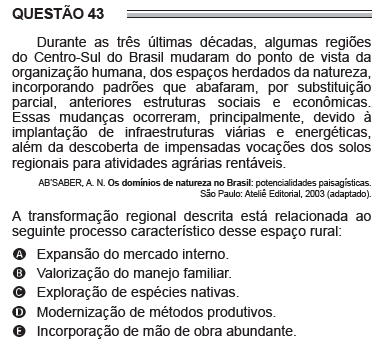 QUESTÃO 43
Durante as três últimas décadas, algumas regiões
do Centro-Sul do Brasil mudaram do ponto de vista da
organização humana, dos espaços herdados da natureza,
incorporando padrões que abafaram, por substituição
parcial, anteriores estruturas sociais e econômicas.
Essas mudanças ocorreram, principalmente, devido à
implantação de infraestruturas viárias e energéticas,
além da descoberta de impensadas vocações dos solos
regionais para atividades agrárias rentáveis.
AB'SABER, A. N. Os domínios de natureza no Brasil: potencialidades paisagísticas.
São Paulo: Ateliê Editorial, 2003 (adaptado).
A transformação regional descrita está relacionada ao
seguinte processo característico desse espaço rural:
A Expansão do mercado interno.
B Valorização do manejo familiar.
C Exploração de espécies nativas.
D Modernização de métodos produtivos.
E Incorporação de mão de obra abundante.